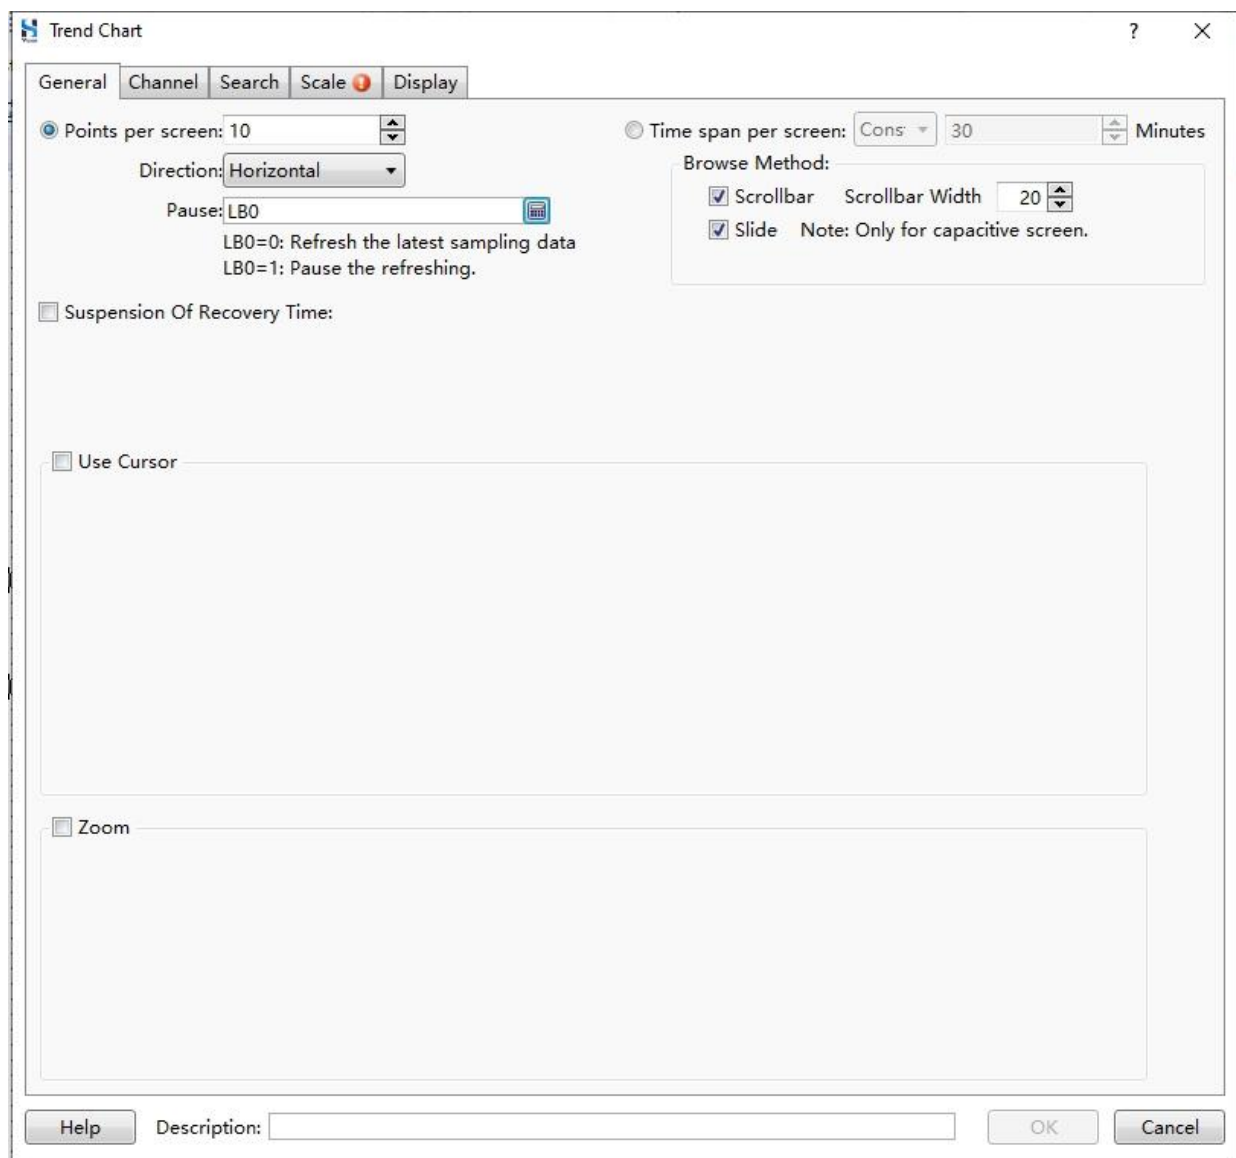 Trend Chart ?
General Channel Search Scale Display
Points per screen: 10
Time span per screen: Cons 30 Minutes
Direction: Horizontal
Browse Method:
Pause: LB0
Scrollbar Scrollbar Width 20
LB0=0: Refresh the latest sampling data
Slide Note: Only for capacitive screen.
LB0=1: Pause the refreshing.
Suspension Of Recovery Time:
Use Cursor
Zoom
Help Description: OK Cancel